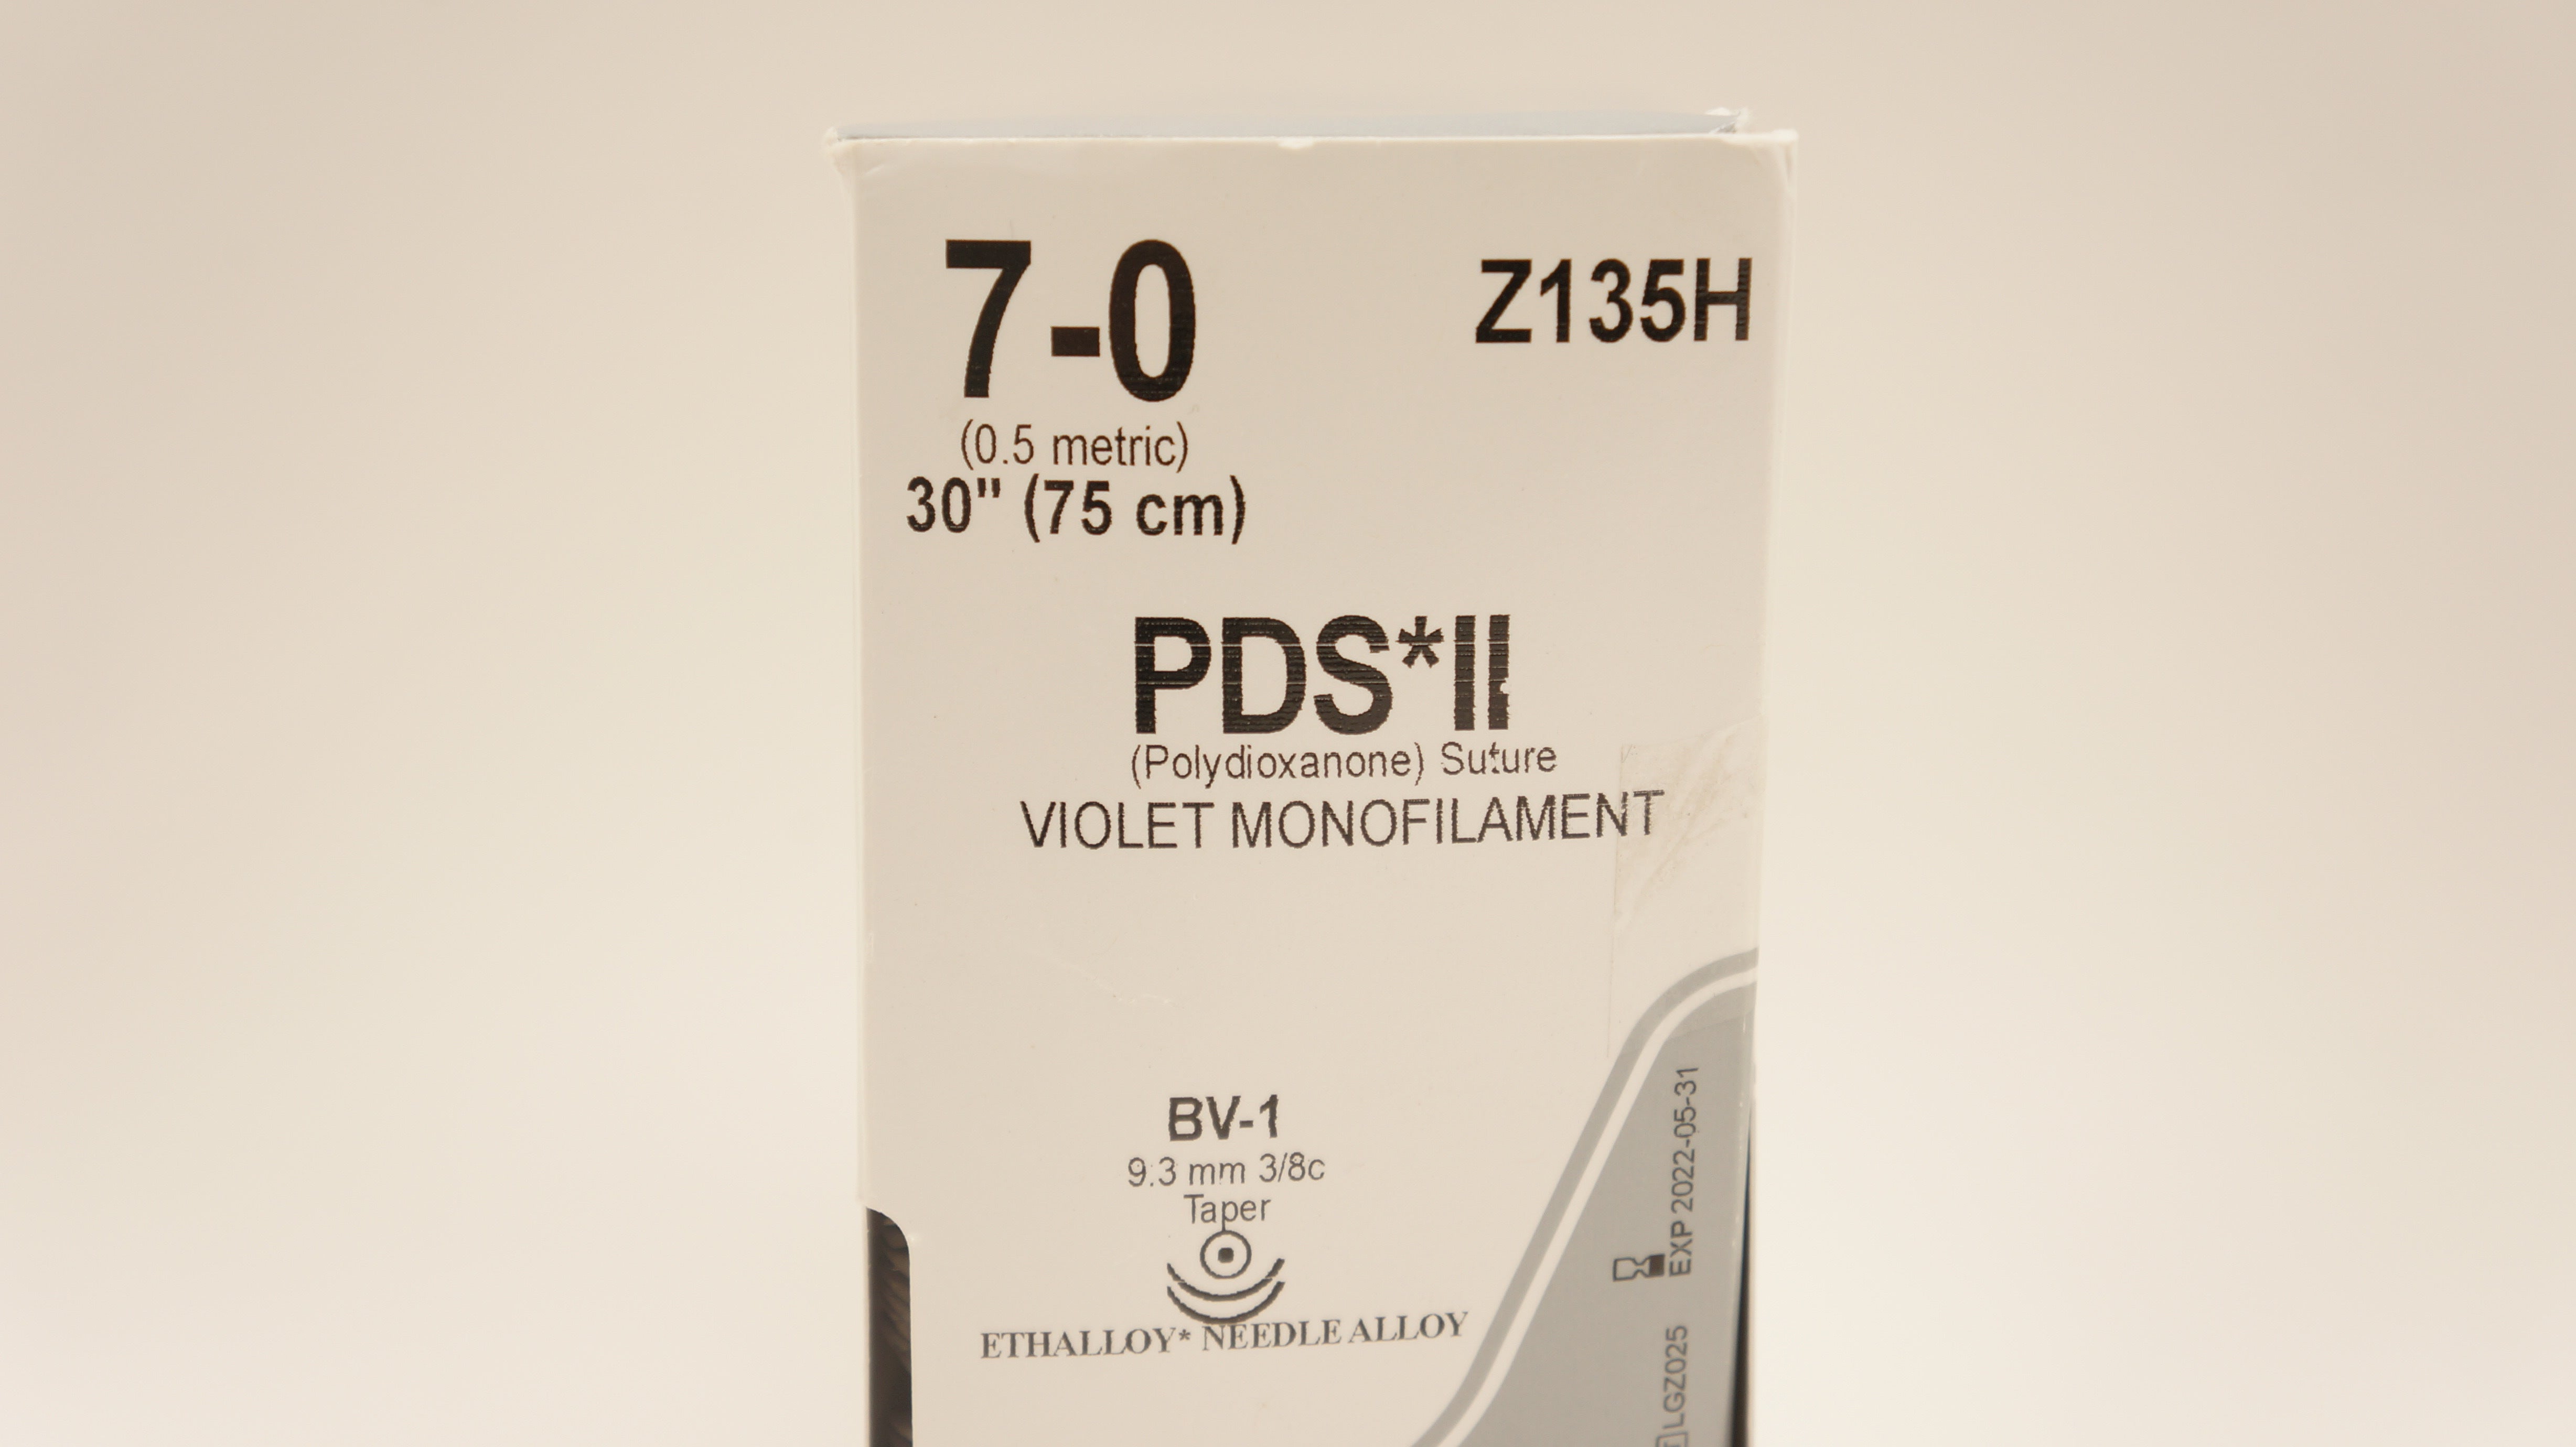 7-0
Z135H
(0.5 metric)
30" (75 cm)
PDS*II
(Polydioxanone) Suture
VIOLET MONOFILAMENT
BV-1
9.3 mm 3/8c
Taper
ETHALLOY* NEEDLE ALLOY
EXP 2022-05-31
LGZ025